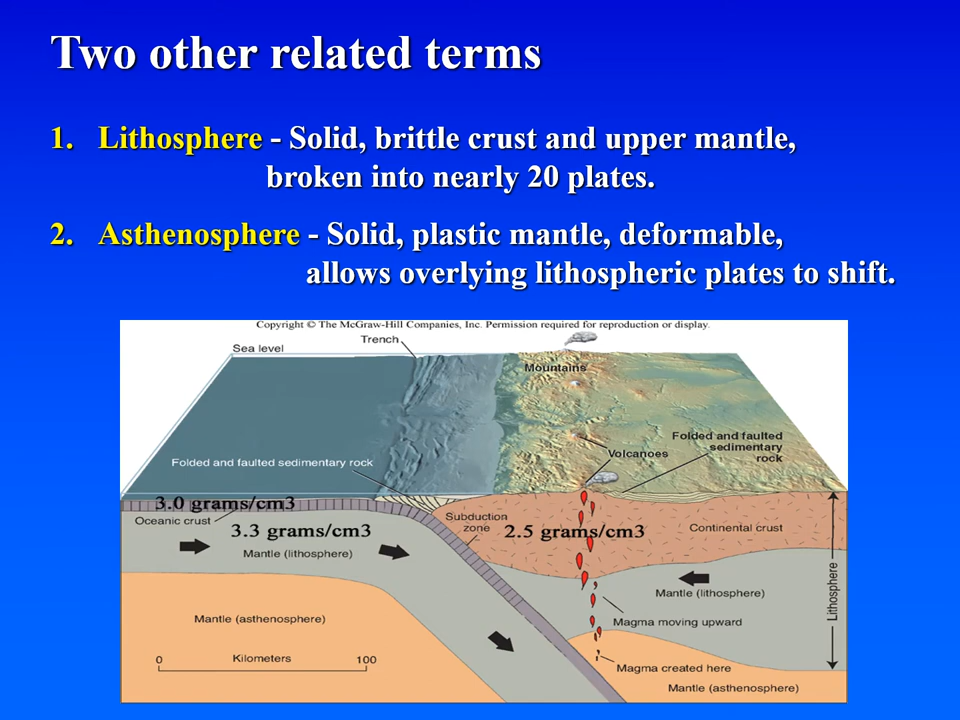 Two other related terms
1. Lithosphere - Solid, brittle crust and upper mantle,
broken into nearly 20 plates.
2. Asthenosphere - Solid, plastic mantle, deformable,
allows overlying lithospheric plates to shift.
Copyright © The McGraw-Hill Companies, Inc. Permission required for reproduction or display.
Trench
Sea level
Mountains
Folded and faulted
sedimentary
rock
Volcanoes
Folded and faulted sedimentary rock
3.0 grams/cm3
Oceanic crust
Subduction
zone
3.3 grams/cm3
2.5 grams/cm3
Continental crust
Mantle (lithosphere)
Mantle (lithosphere)
Lithosphere
Magma moving upward
Mantle (asthenosphere)
0 Kilometers 100
Magma created here
Mantle (asthenosphere)